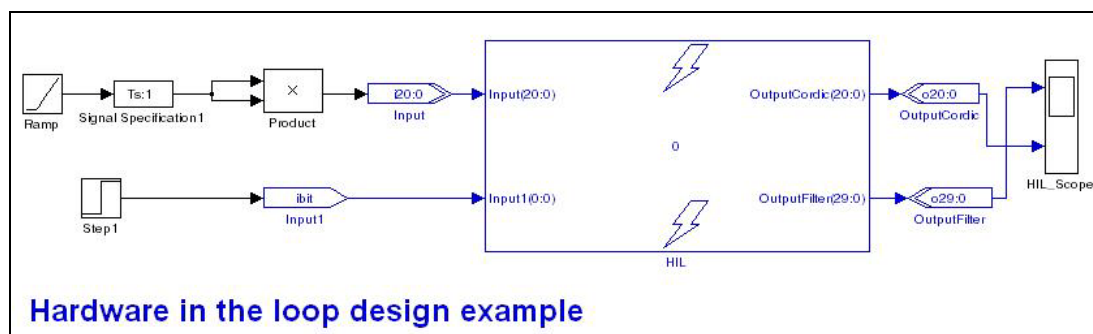 Ramp
Ts:1
Signal Specification1
×
Product
i20:0
Input
Input(20:0)
OutputCordic(20:0)
o20:0
OutputCordic
0
HIL_Scope
Step1
ibit
Input1
Input1(0:0)
OutputFilter(29:0)
o29:0
OutputFilter
HIL
Hardware in the loop design example